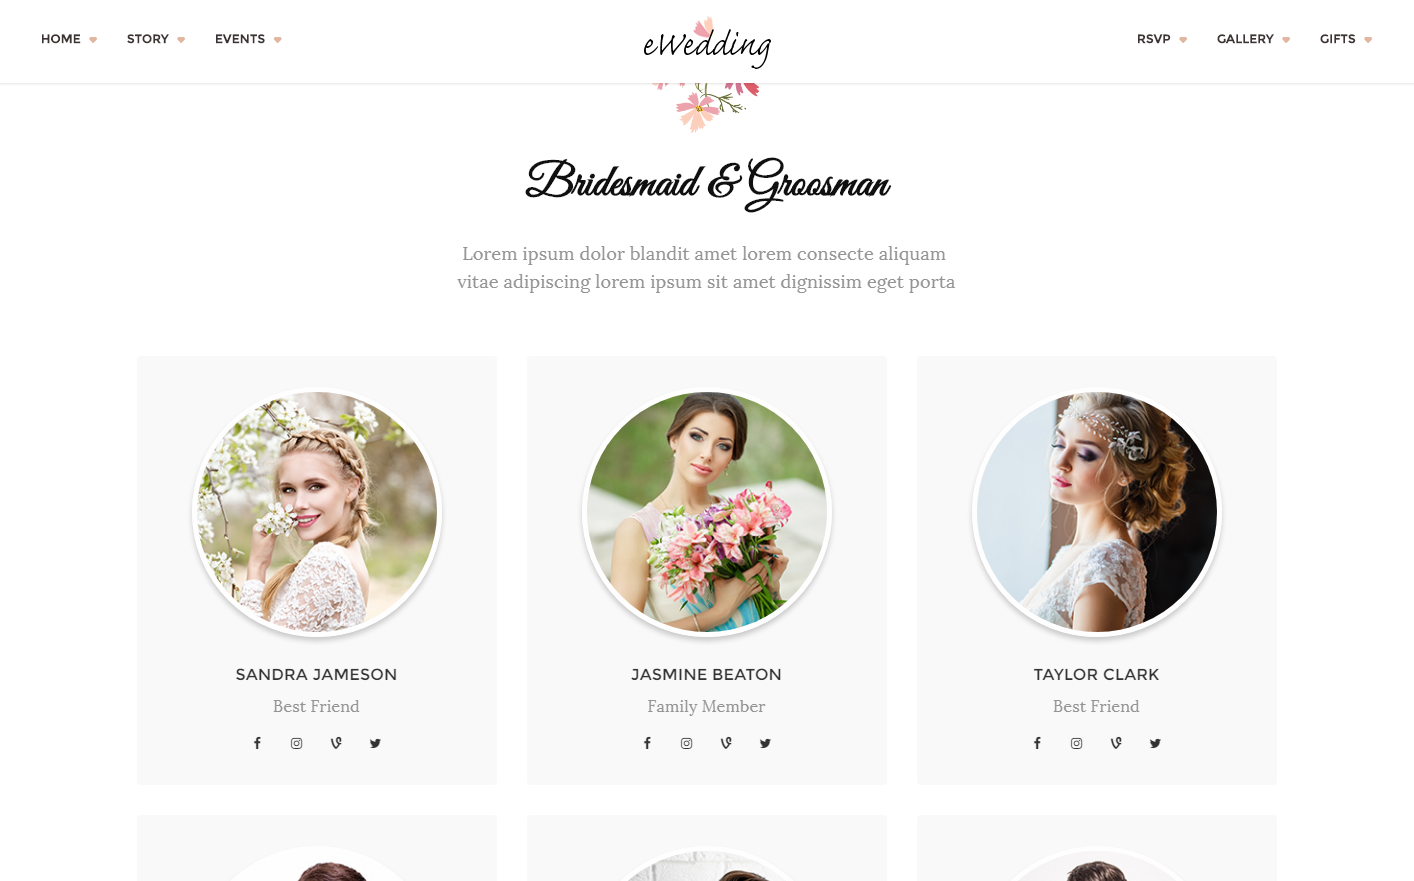 HOME STORY EVENTS eWedding RSVP GALLERY GIFTS
Bridesmaid & Groosman
Lorem ipsum dolor blandit amet lorem consecte aliquam
vitae adipiscing lorem ipsum sit amet dignissim eget porta
SANDRA JAMESON
Best Friend
JASMINE BEATON
Family Member
TAYLOR CLARK
Best Friend